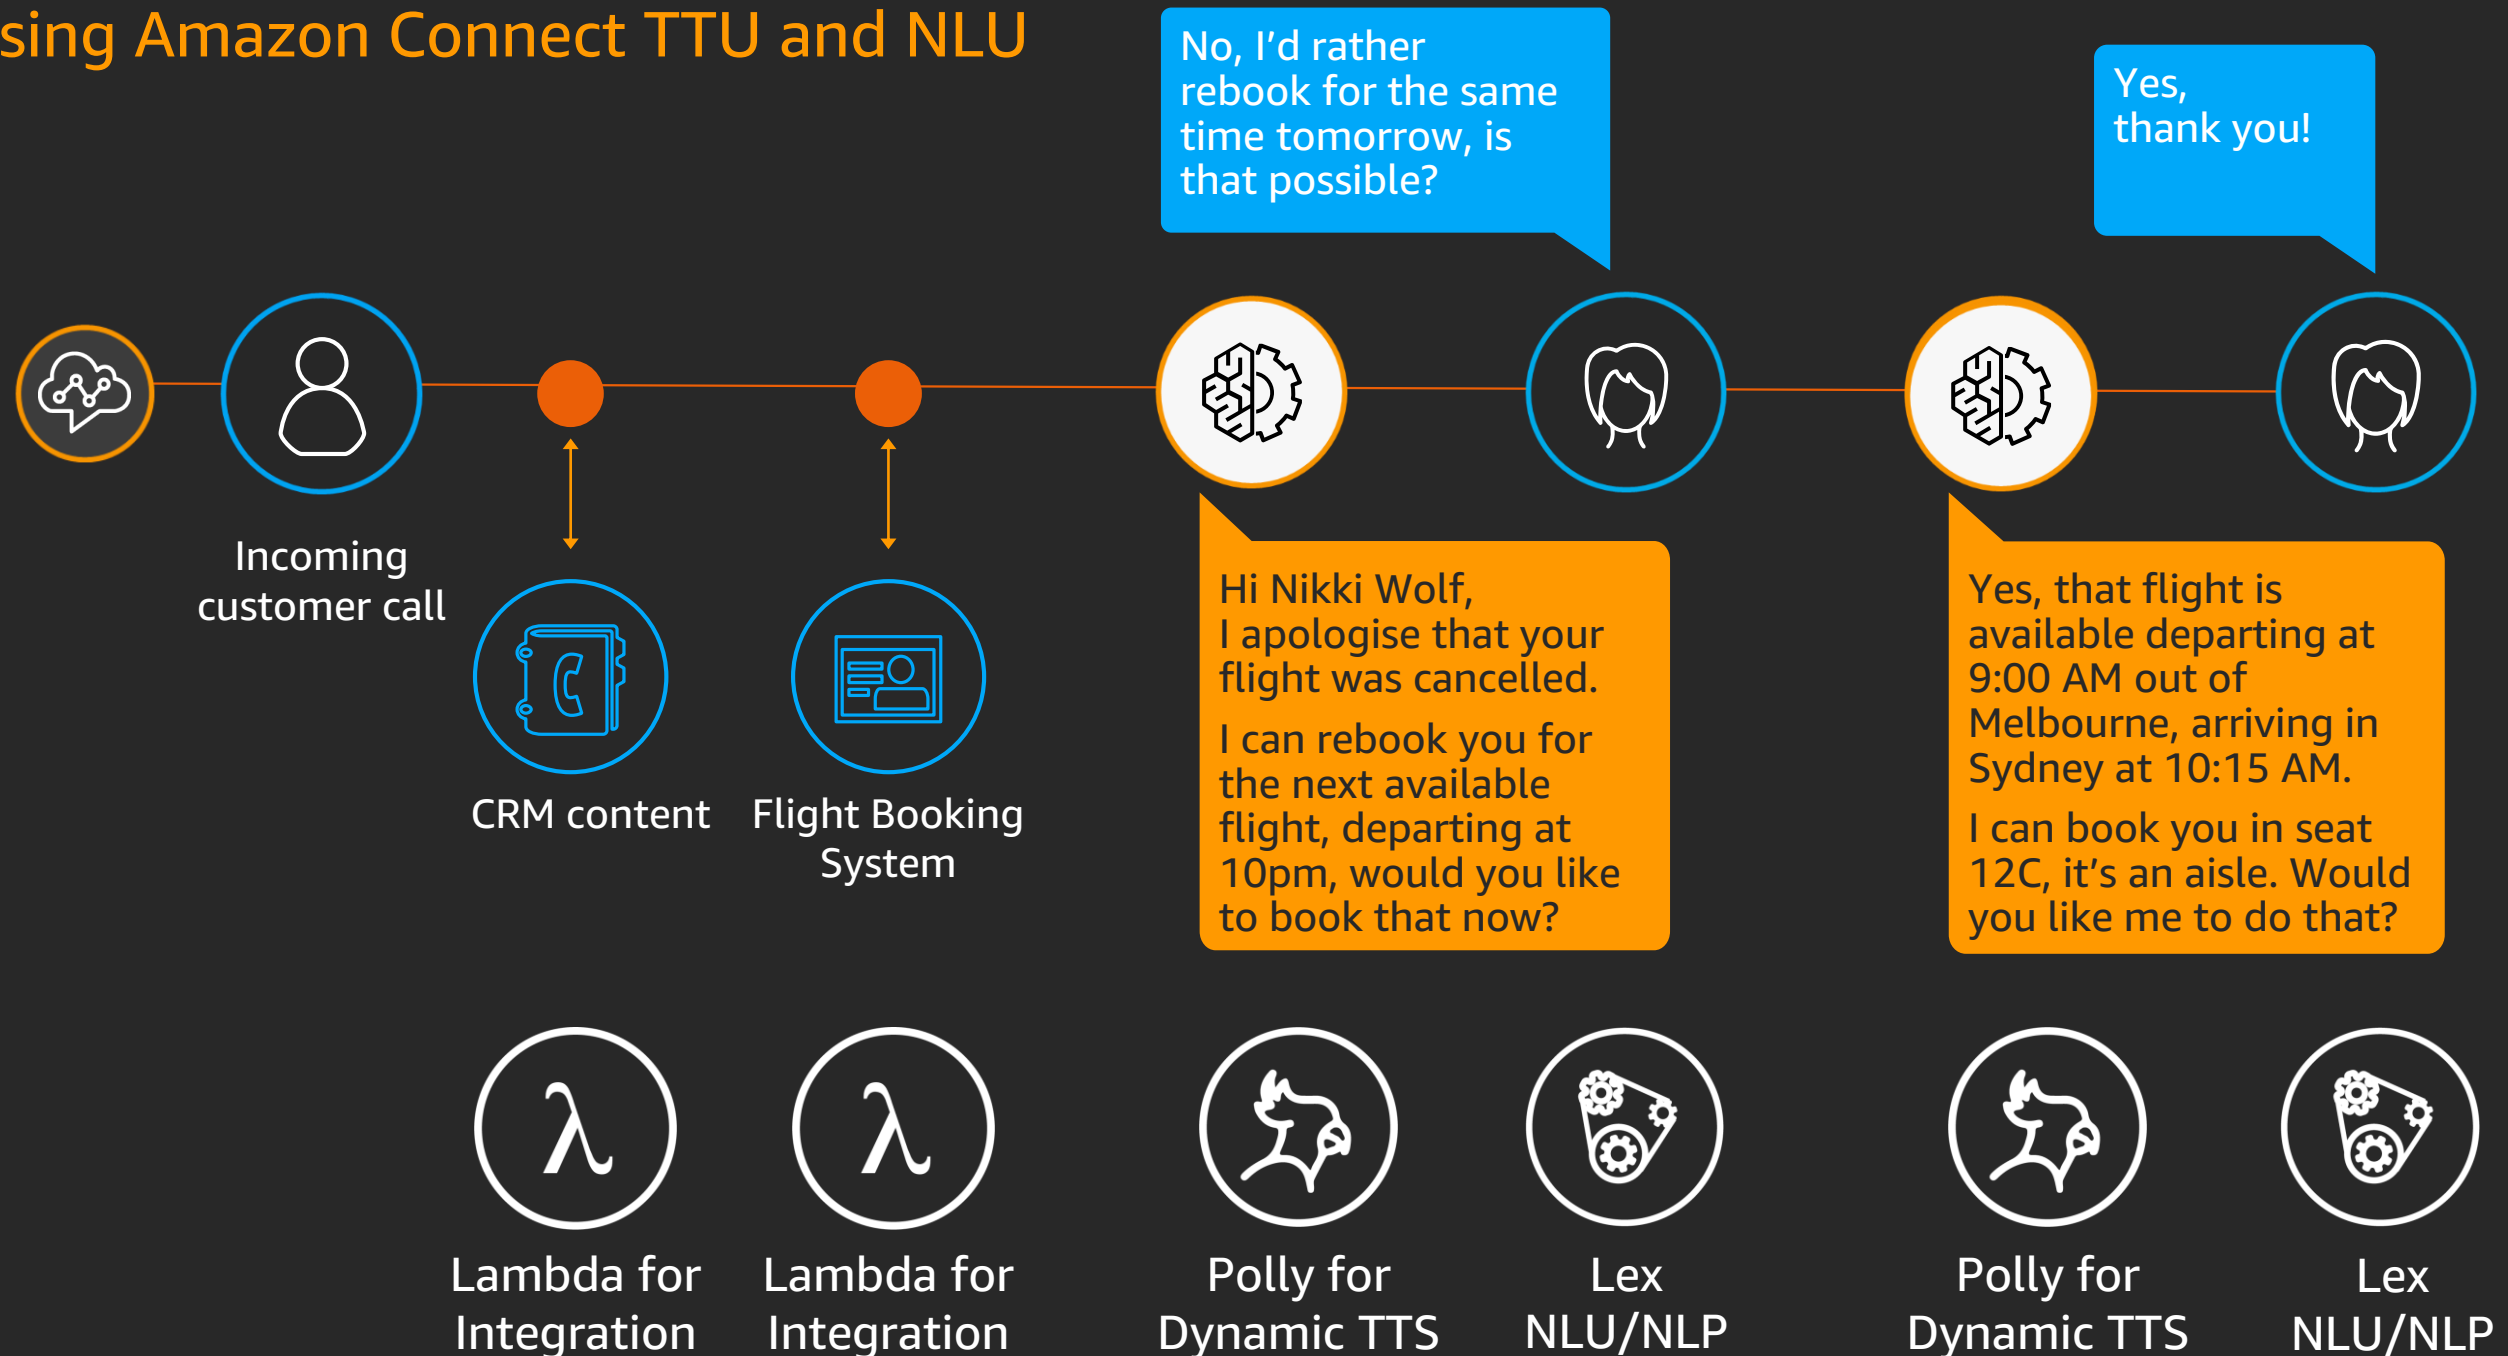 sing Amazon Connect TTU and NLU
No, I'd rather
rebook for the same
time tomorrow, is
that possible?
Yes,
thank you!
Incoming
customer call
CRM content
Flight Booking
System
Hi Nikki Wolf,
I apologise that your
flight was cancelled.
I can rebook you for
the next available
flight, departing at
10pm, would you like
to book that now?
Yes, that flight is
available departing at
9:00 AM out of
Melbourne, arriving in
Sydney at 10:15 AM.
I can book you in seat
12C, it's an aisle. Would
you like me to do that?
Lambda for
Integration
Lambda for
Integration
Polly for
Dynamic TTS
Lex
NLU/NLP
Polly for
Dynamic TTS
Lex
NLU/NLP